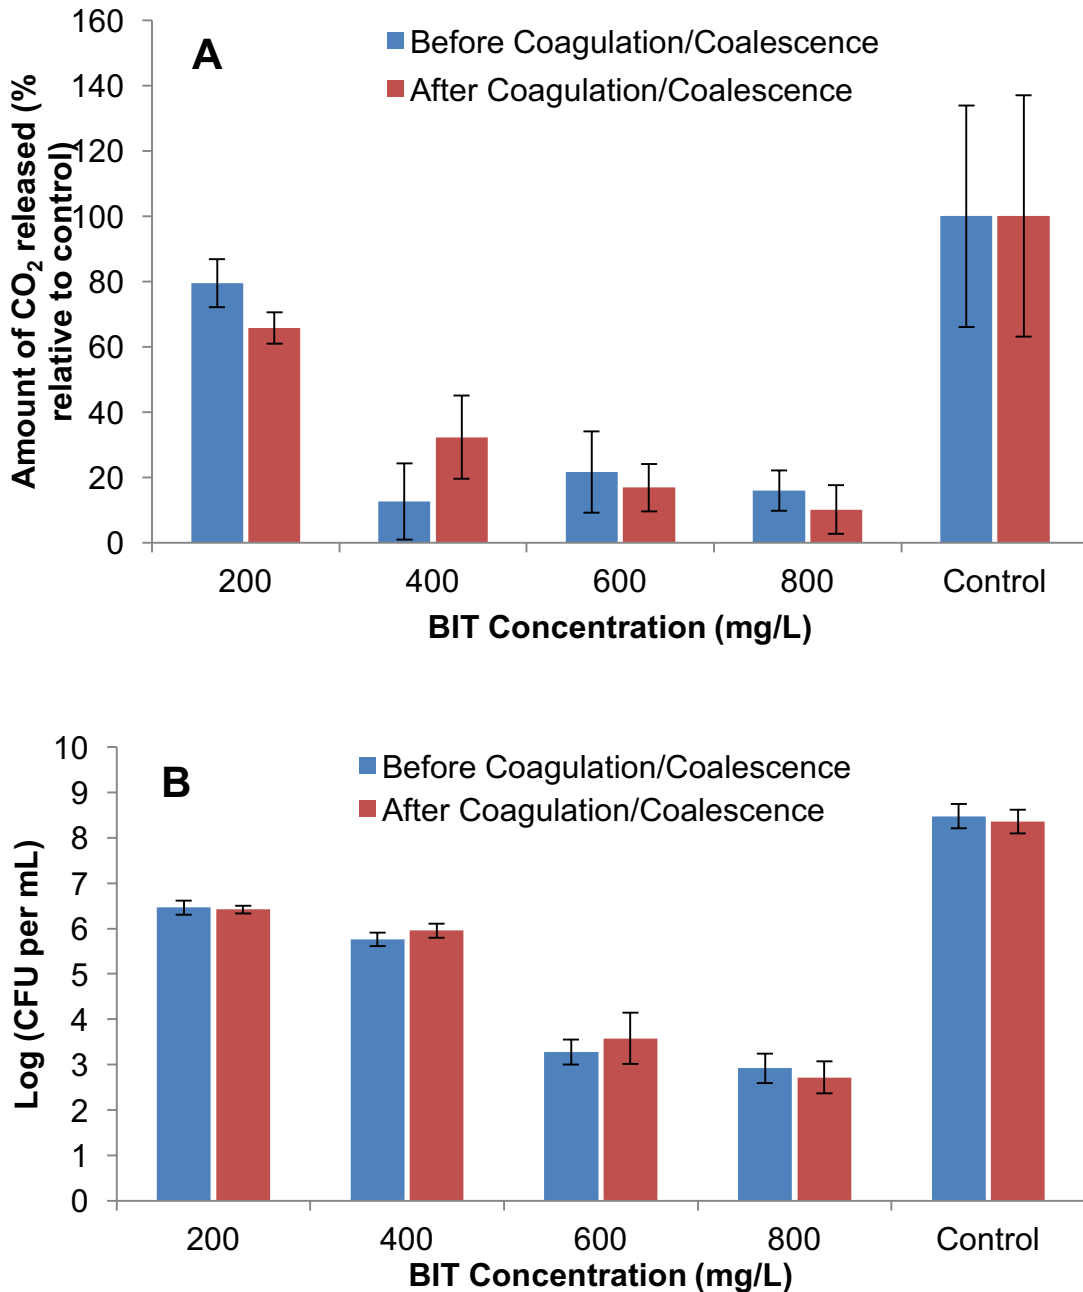 160
140
120
100
80
60
40
20
0
Amount of CO2 released (%
relative to control)
A
Before Coagulation/Coalescence
After Coagulation/Coalescence
200 400 600 800 Control
BIT Concentration (mg/L)
10
9
8
7
6
5
4
3
2
1
0
Log (CFU per mL)
B
Before Coagulation/Coalescence
After Coagulation/Coalescence
200 400 600 800 Control
BIT Concentration (mg/L)